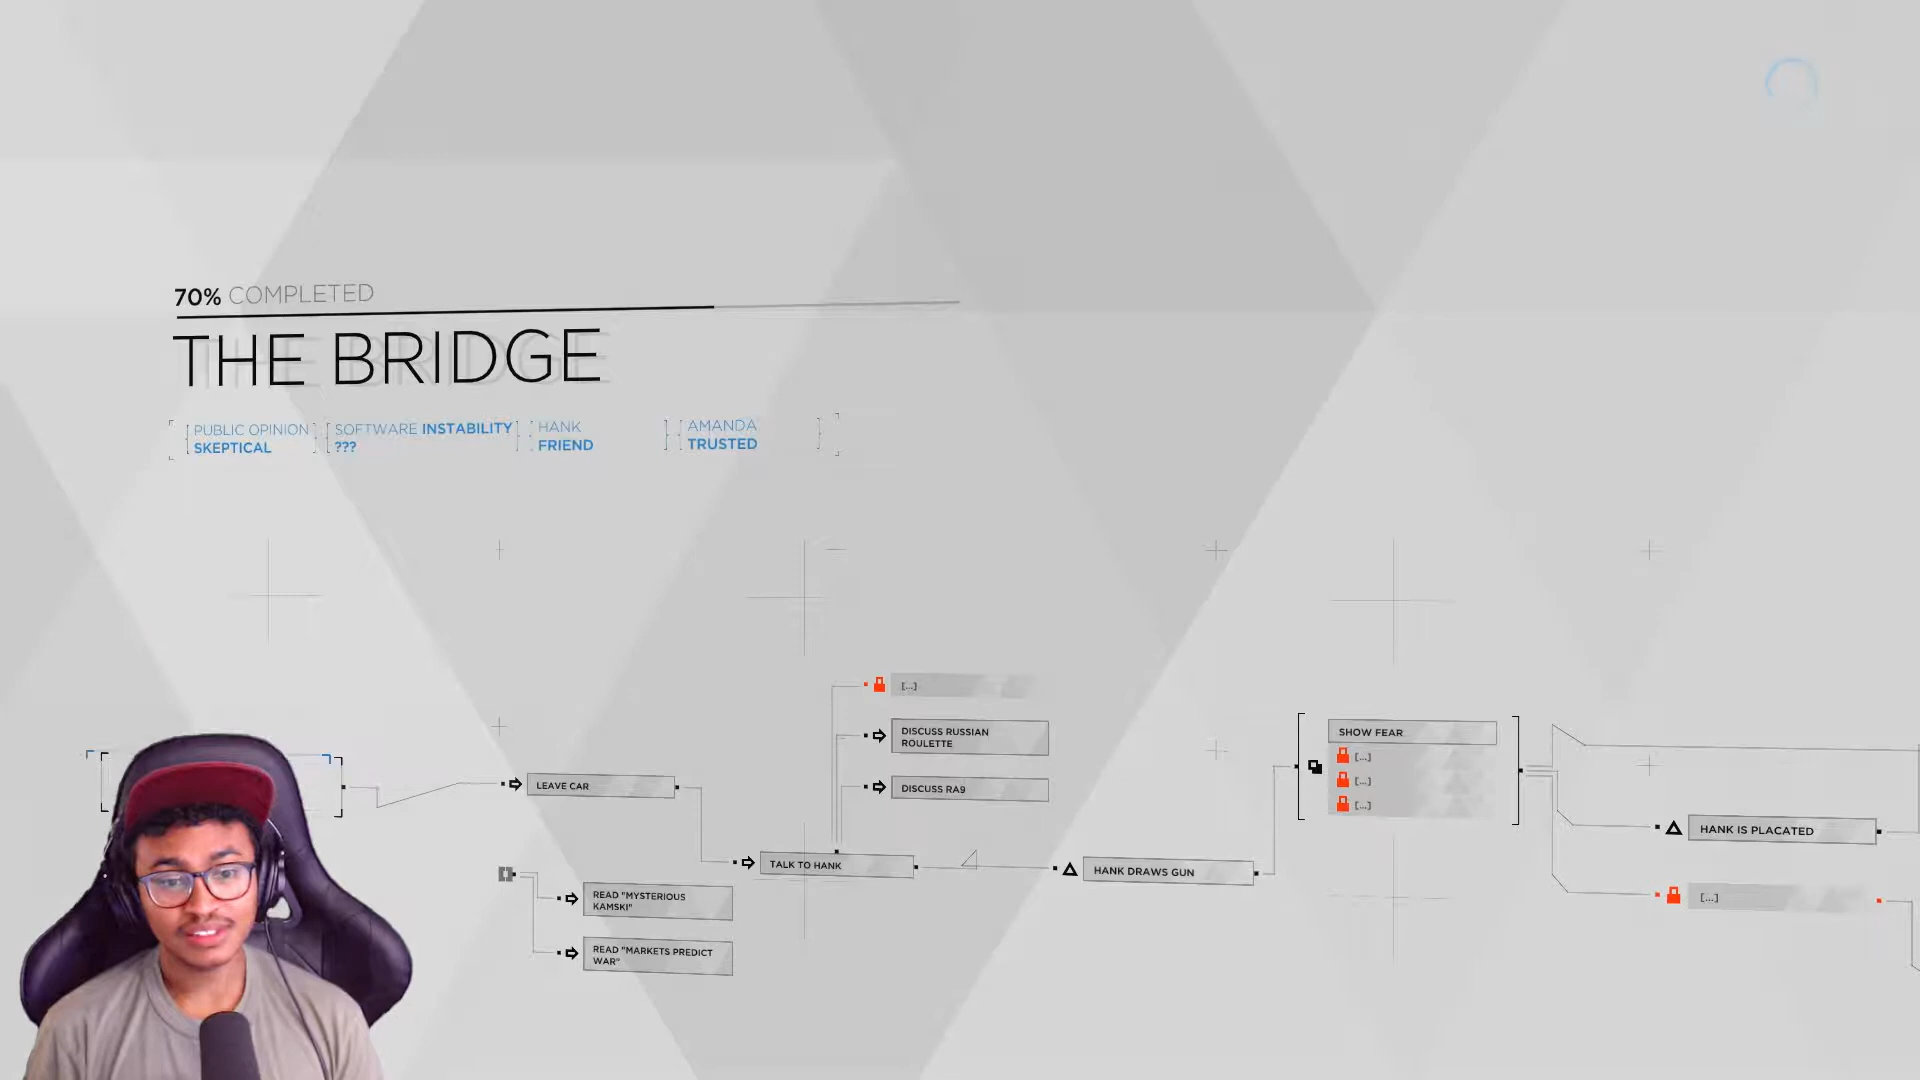 70% COMPLETED
THE BRIDGE
PUBLIC OPINION
SKEPTICAL
SOFTWARE INSTABILITY
???
HANK
FRIEND
AMANDA
TRUSTED
[...]
DISCUSS RUSSIAN
ROULETTE
DISCUSS RA9
LEAVE CAR
TALK TO HANK
READ "MYSTERIOUS
KAMSKI"
READ "MARKETS PREDICT
WAR"
HANK DRAWS GUN
SHOW FEAR
[...]
[...]
[...]
HANK IS PLACATED
[...]